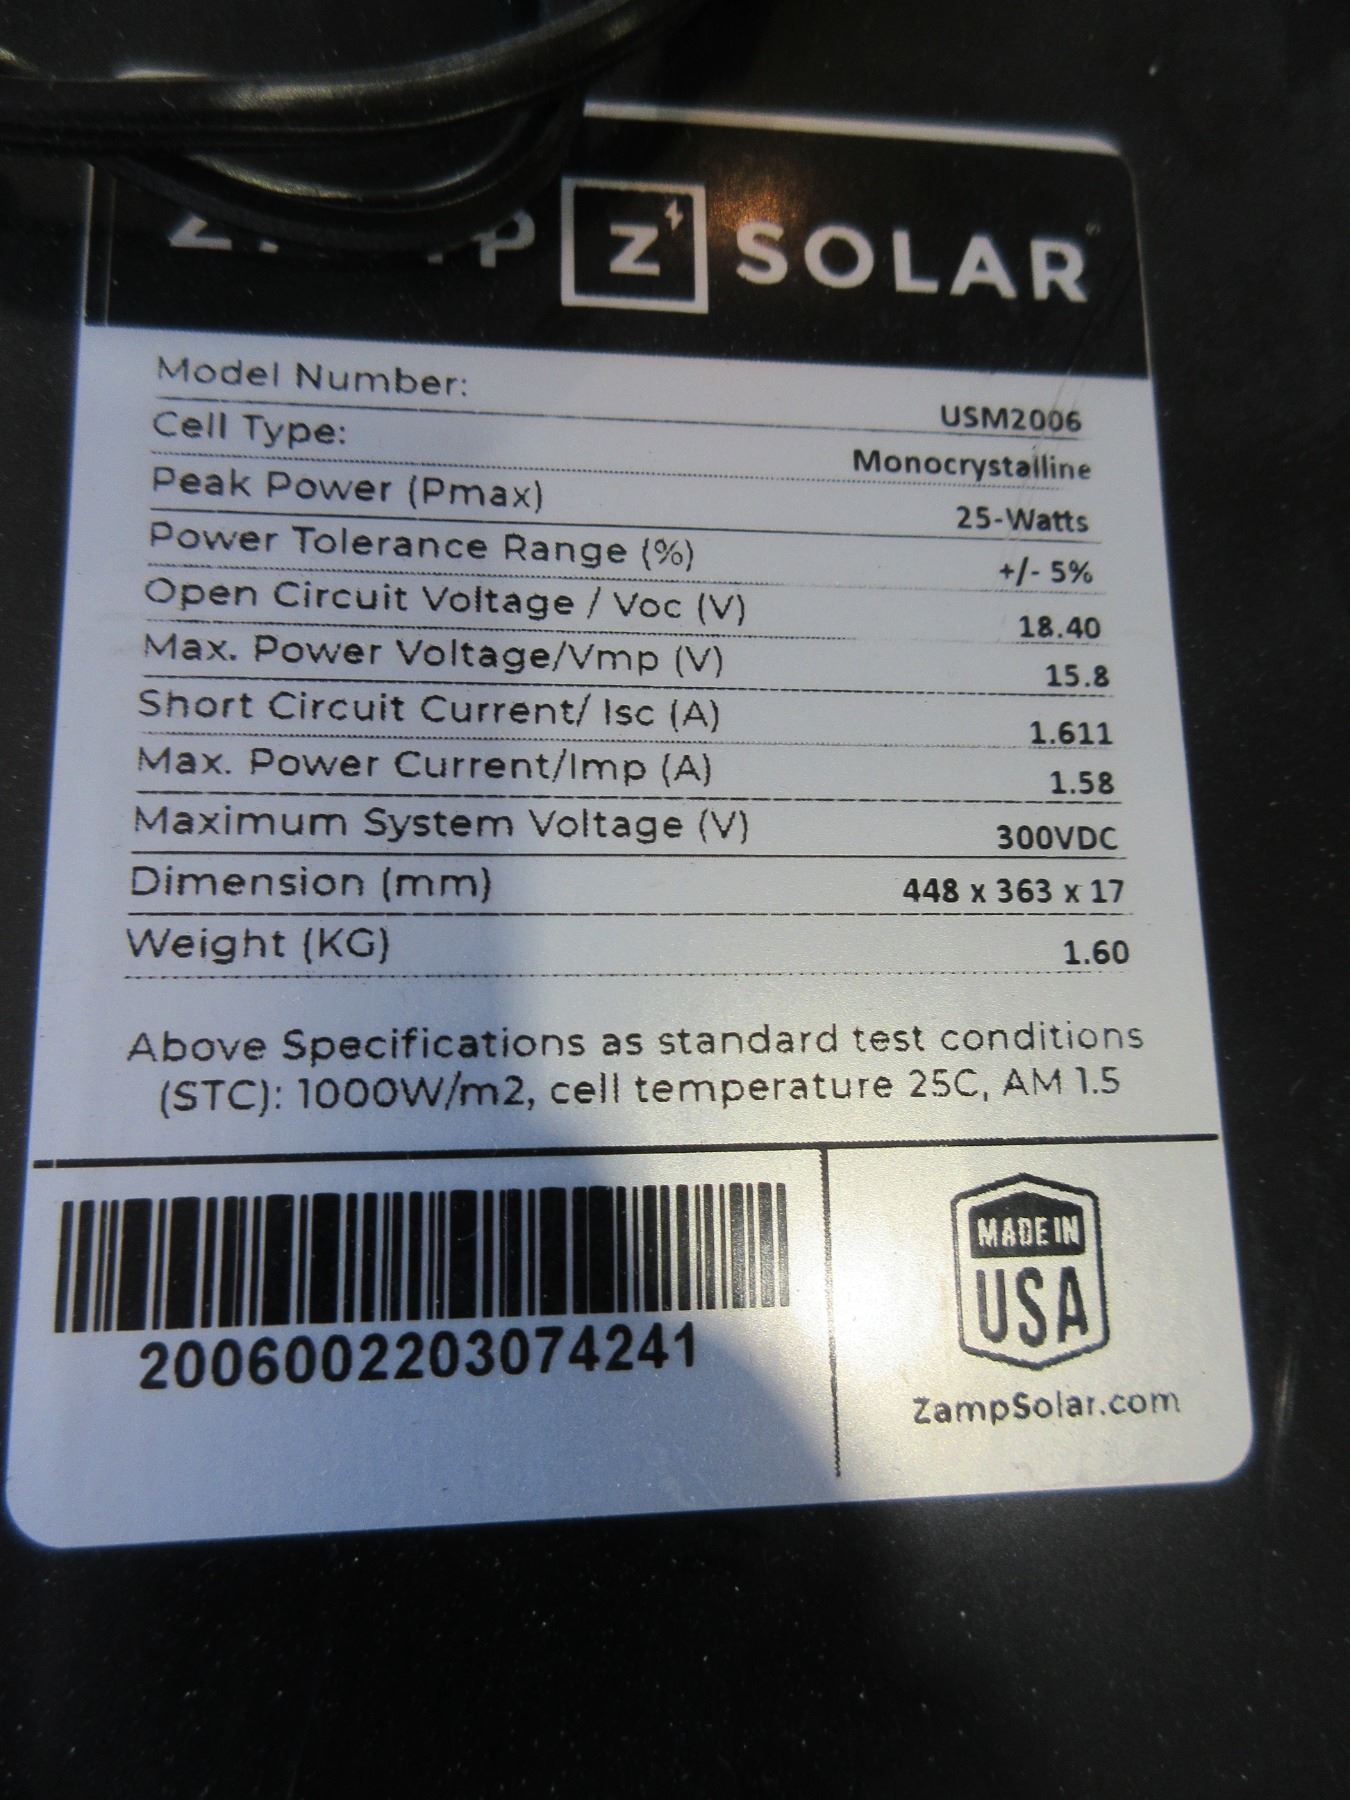 Z SOLAR
Model Number: USM2006
Cell Type: Monocrystalline
Peak Power (Pmax) 25-Watts
Power Tolerance Range (%) +/- 5%
Open Circuit Voltage / Voc (V) 18.40
Max. Power Voltage/Vmp (V) 15.8
Short Circuit Current/ Isc (A) 1.611
Max. Power Current/Imp (A) 1.58
Maximum System Voltage (V) 300VDC
Dimension (mm) 448 x 363 x 17
Weight (KG) 1.60
Above Specifications as standard test conditions
(STC): 1000W/m2, cell temperature 25C, AM 1.5
2006002203074241
MADE IN
USA
ZampSolar.com